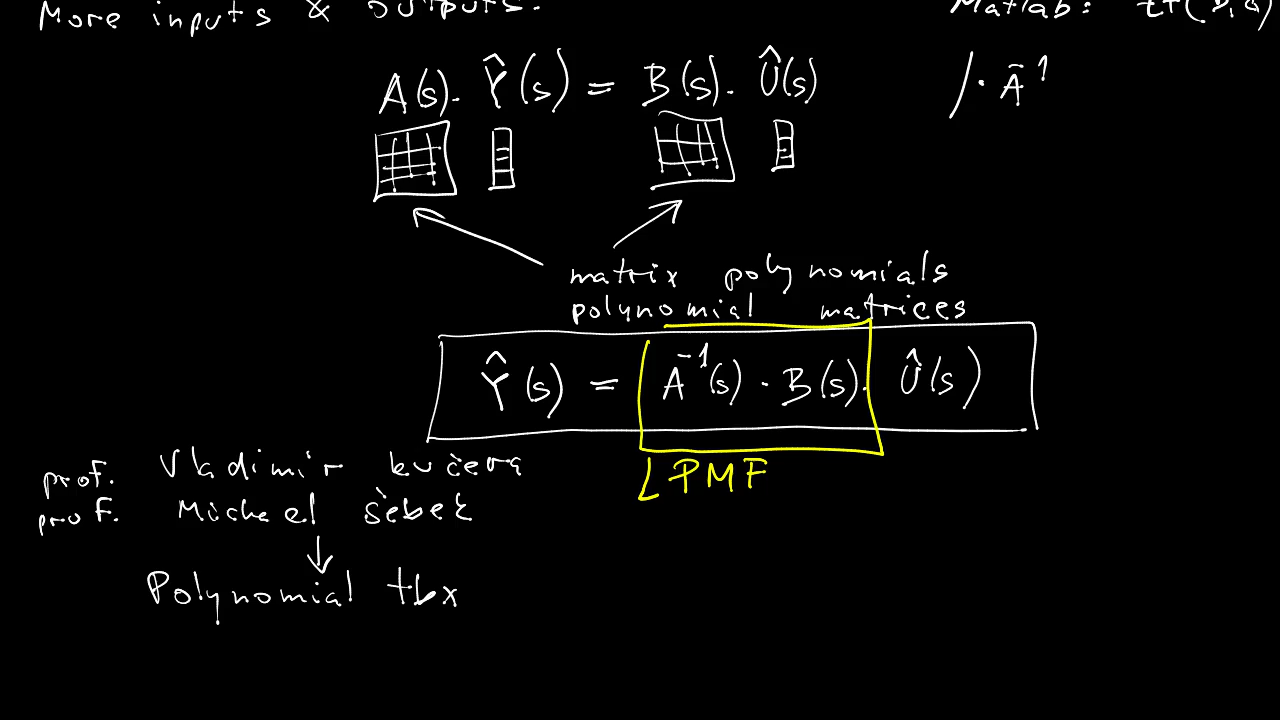 More inputs & outputs.
Matlab: tf(B,A)
A(s). Ŷ(s) = B(s). Û(s)
/· A⁻¹
matrix polynomials
polynomial matrices
Ŷ(s) = A⁻¹(s) · B(s). Û(s)
prof. Vladimír Kučera
LPMF
prof. Michael Šebek
Polynomial tbx